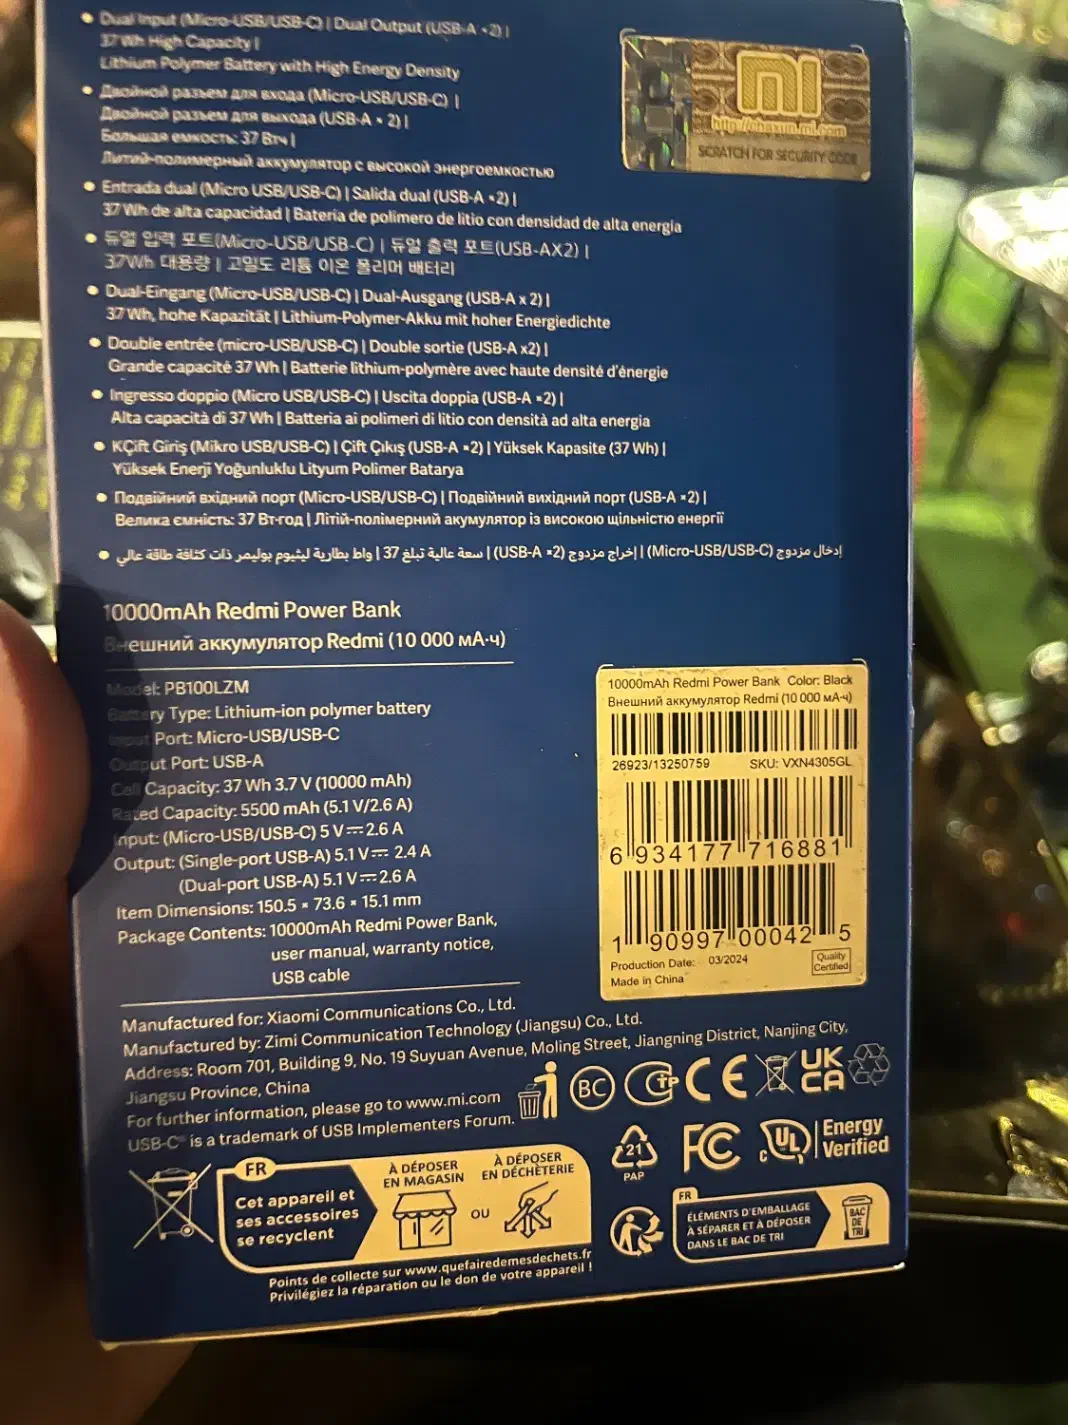 Dual Input (Micro-USB/USB-C) | Dual Output (USB-A ×2) |
37 Wh High Capacity |
Lithium Polymer Battery with High Energy Density
Двойной разъем для входа (Micro-USB/USB-C) |
Двойной разъем для выхода (USB-A × 2) |
Большая емкость: 37 Втч |
Литий-полимерный аккумулятор с высокой энергоемкостью
Entrada dual (Micro USB/USB-C) | Salida dual (USB-A ×2) |
37 Wh de alta capacidad | Batería de polímero de litio con densidad de alta energía
듀얼 입력 포트(Micro-USB/USB-C) | 듀얼 출력 포트(USB-AX2) |
37Wh 대용량 | 고밀도 리튬 이온 폴리머 배터리
Dual-Eingang (Micro-USB/USB-C) | Dual-Ausgang (USB-A x 2) |
37 Wh, hohe Kapazität | Lithium-Polymer-Akku mit hoher Energiedichte
Double entrée (micro-USB/USB-C) | Double sortie (USB-A x2) |
Grande capacité 37 Wh | Batterie lithium-polymère avec haute densité d'énergie
Ingresso doppio (Micro USB/USB-C) | Uscita doppia (USB-A ×2) |
Alta capacità di 37 Wh | Batteria ai polimeri di litio con densità ad alta energia
KÇift Giriş (Mikro USB/USB-C) | Çift Çıkış (USB-A ×2) | Yüksek Kapasite (37 Wh) |
Yüksek Enerji Yoğunluklu Lityum Polimer Batarya
Подвійний вхідний порт (Micro-USB/USB-C) | Подвійний вихідний порт (USB-A ×2) |
Велика ємність: 37 Вт·год | Літій-полімерний акумулятор із високою щільністю енергії
إدخال مزدوج (Micro-USB/USB-C) | إخراج مزدوج (USB-A ×2) | سعة عالية تبلغ 37 | واط بطارية ليثيوم بوليمر ذات كثافة طاقة عالي
mi
http://chaxun.mi.com
SCRATCH FOR SECURITY CODE
10000mAh Redmi Power Bank
Внешний аккумулятор Redmi (10 000 мА·ч)
Model: PB100LZM
Battery Type: Lithium-ion polymer battery
Input Port: Micro-USB/USB-C
Output Port: USB-A
Cell Capacity: 37 Wh 3.7 V (10000 mAh)
Rated Capacity: 5500 mAh (5.1 V/2.6 A)
Input: (Micro-USB/USB-C) 5 V⎓2.6 A
Output: (Single-port USB-A) 5.1 V⎓ 2.4 A
(Dual-port USB-A) 5.1 V⎓2.6 A
Item Dimensions: 150.5 × 73.6 × 15.1 mm
Package Contents: 10000mAh Redmi Power Bank,
user manual, warranty notice,
USB cable
10000mAh Redmi Power Bank Color: Black
Внешний аккумулятор Redmi (10 000 мА·ч)
26923/13250759 SKU: VXN4305GL
6 934177 716881
1 90997 00042 5
Production Date: 03/2024
Made in China
Quality
Certified
Manufactured for: Xiaomi Communications Co., Ltd.
Manufactured by: Zimi Communication Technology (Jiangsu) Co., Ltd.
Address: Room 701, Building 9, No. 19 Suyuan Avenue, Moling Street, Jiangning District, Nanjing City,
Jiangsu Province, China
For further information, please go to www.mi.com
USB-C® is a trademark of USB Implementers Forum.
BC
CE
UK
CA
21
PAP
FC
c UL
Energy
Verified
FR
Cet appareil et
ses accessoires
se recyclent
À DÉPOSER
EN MAGASIN
OU
À DÉPOSER
EN DÉCHÈTERIE
Points de collecte sur www.quefairedemesdechets.fr
Privilégiez la réparation ou le don de votre appareil !
FR
ÉLÉMENTS D'EMBALLAGE
À SÉPARER ET À DÉPOSER
DANS LE BAC DE TRI
BAC
DE
TRI